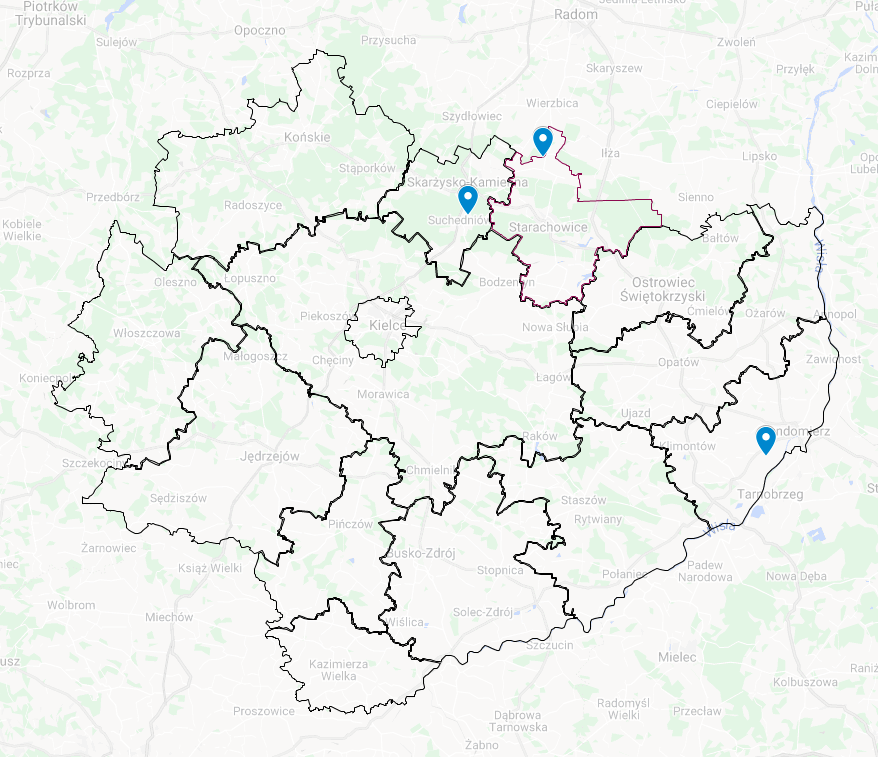 Piotrków
Trybunalski
Radom
Opoczno
Sulejów
Przysucha
Zwoleń
Rozprza
Skaryszew
Przyłęk
Wierzbica
Ciepielów
Szydłowiec
Końskie
Iłża
Lipsko
Stąporków
Skarżysko-Kamienna
Przedbórz
Radoszyce
Sienno
Kobiele
Wielkie
Suchedniów
Starachowice
Bałtów
Oleszno
Łopuszno
Bodzentyn
Ostrowiec
Świętokrzyski
Piekoszów
Kielce
Nowa Słupia
Ćmielów
Ożarów
Annopol
Włoszczowa
Małogoszcz
Chęciny
Opatów
Zawichost
Koniecpol
Łagów
Morawica
Ujazd
Raków
Klimontów
Szczekociny
Jędrzejów
Chmielnik
Sędziszów
Staszów
Tarnobrzeg
Pińczów
Rytwiany
Wisła
Żarnowiec
Busko-Zdrój
Książ Wielki
Stopnica
Połaniec
Padew
Narodowa
Nowa Dęba
Wolbrom
Miechów
Solec-Zdrój
Wiślica
Szczucin
Mielec
Kazimierza
Wielka
Kolbuszowa
Proszowice
Radomyśl
Wielki
Przecław
Dąbrowa
Tarnowska
Żabno